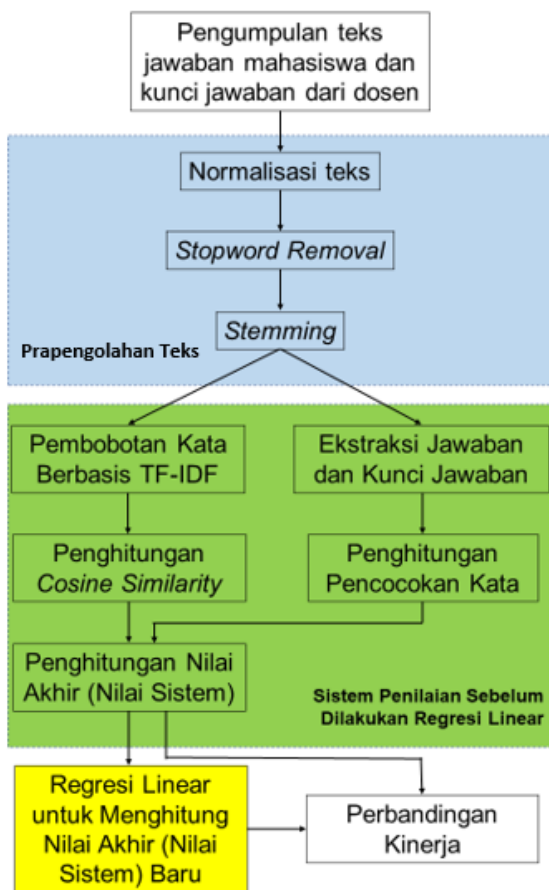 Pengumpulan teks
jawaban mahasiswa dan
kunci jawaban dari dosen
Normalisasi teks
Stopword Removal
Stemming
Prapengolahan Teks
Pembobotan Kata
Berbasis TF-IDF
Ekstraksi Jawaban
dan Kunci Jawaban
Penghitungan
Cosine Similarity
Penghitungan
Pencocokan Kata
Penghitungan Nilai
Akhir (Nilai Sistem)
Sistem Penilaian Sebelum
Dilakukan Regresi Linear
Regresi Linear
untuk Menghitung
Nilai Akhir (Nilai
Sistem) Baru
Perbandingan
Kinerja